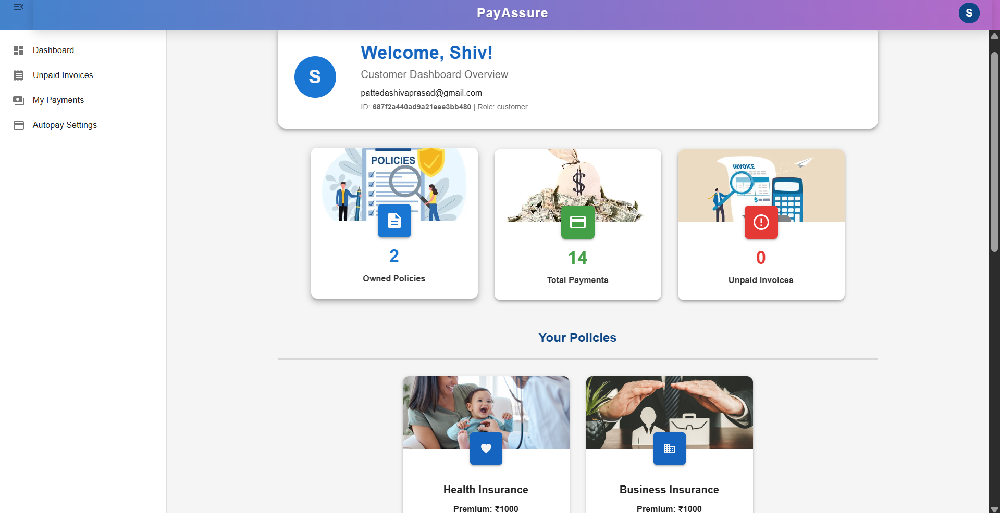 PayAssure
S
Dashboard
Unpaid Invoices
My Payments
Autopay Settings
S
Welcome, Shiv!
Customer Dashboard Overview
pattedashivaprasad@gmail.com
ID: 687f2a440ad9a21eee3bb480 | Role: customer
POLICIES
2
Owned Policies
$
14
Total Payments
INVOICE
$
0
Unpaid Invoices
Your Policies
Health Insurance
Premium: ₹1000
Business Insurance
Premium: ₹1000